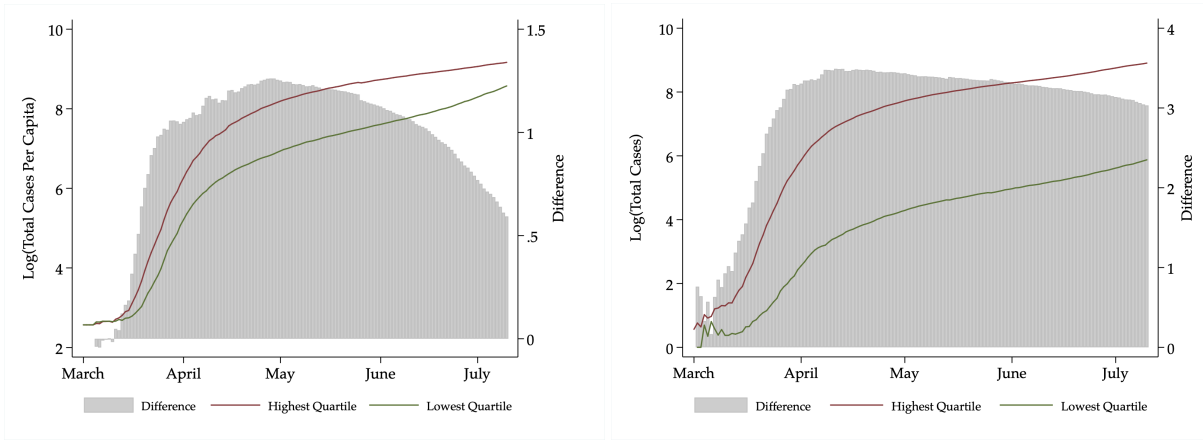 Log(Total Cases Per Capita)
10
8
6
4
2
1.5
1
.5
0
Difference
March April May June July
Difference Highest Quartile Lowest Quartile
Log(Total Cases)
10
8
6
4
2
0
4
3
2
1
0
Difference
March April May June July
Difference Highest Quartile Lowest Quartile